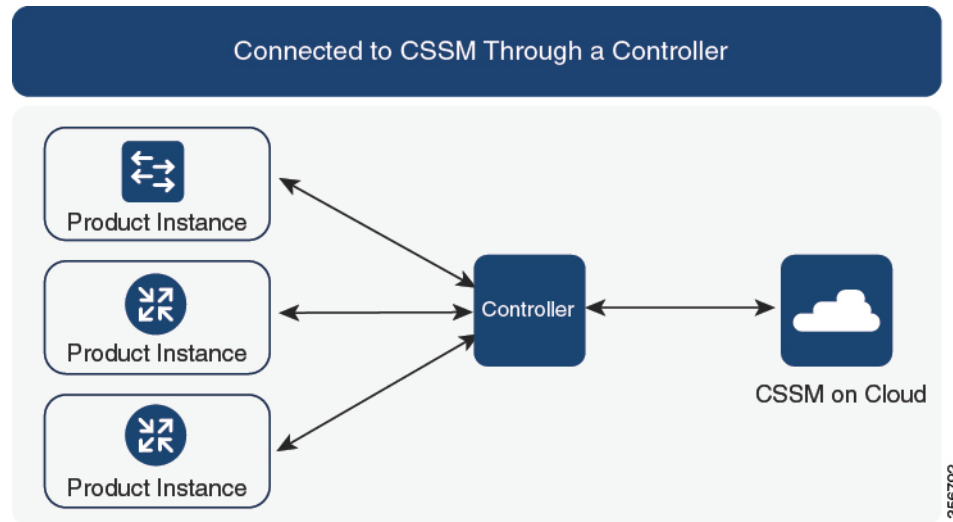 Connected to CSSM Through a Controller
Product Instance
Product Instance
Controller
CSSM on Cloud
Product Instance